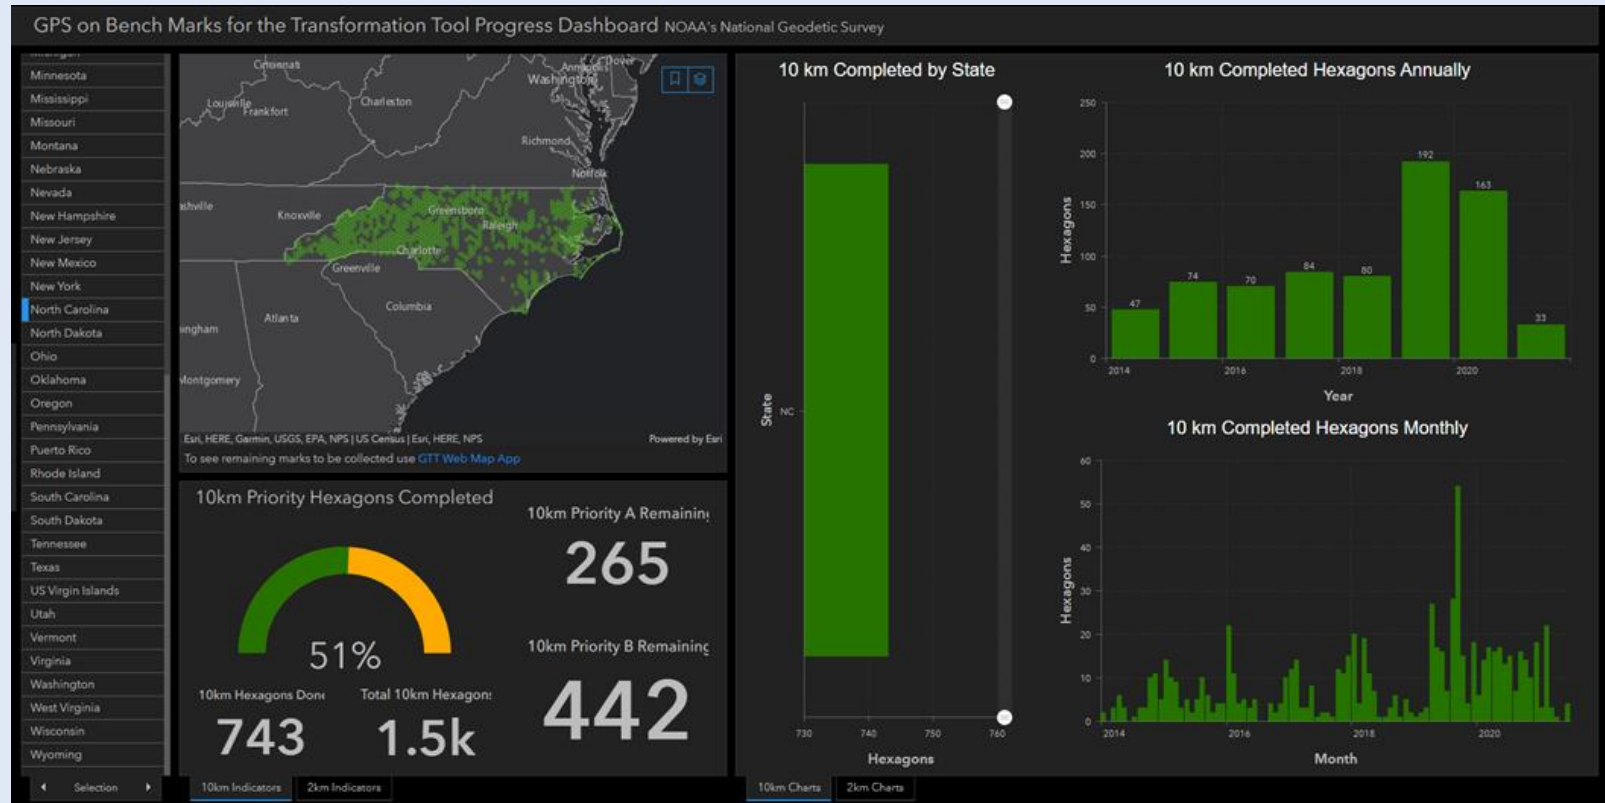 GPS on Bench Marks for the Transformation Tool Progress Dashboard NOAA's National Geodetic Survey
Michigan
Minnesota
Mississippi
Missouri
Montana
Nebraska
Nevada
New Hampshire
New Jersey
New Mexico
New York
North Carolina
North Dakota
Ohio
Oklahoma
Oregon
Pennsylvania
Puerto Rico
Rhode Island
South Carolina
South Dakota
Tennessee
Texas
US Virgin Islands
Utah
Vermont
Virginia
Washington
West Virginia
Wisconsin
Wyoming
Selection
Cincinnati
Annapolis
Dover
Washington
Louisville
Frankfort
Charleston
Richmond
Norfolk
ashville
Knoxville
Greensboro
Raleigh
Charlotte
Greenville
Columbia
Atlanta
ingham
Montgomery
Esri, HERE, Garmin, USGS, EPA, NPS | US Census | Esri, HERE, NPS
Powered by Esri
To see remaining marks to be collected use GTT Web Map App
10km Priority Hexagons Completed
51%
10km Hexagons Done
743
Total 10km Hexagons
1.5k
10km Priority A Remaining
265
10km Priority B Remaining
442
10km Indicators
2km Indicators
10 km Completed by State
State
NC
730 740 750 760
Hexagons
10km Charts
2km Charts
10 km Completed Hexagons Annually
Hexagons
250
200
150
100
50
0
47
74
70
84
80
192
163
33
2014 2016 2018 2020
Year
10 km Completed Hexagons Monthly
Hexagons
60
50
40
30
20
10
0
2014 2016 2018 2020
Month